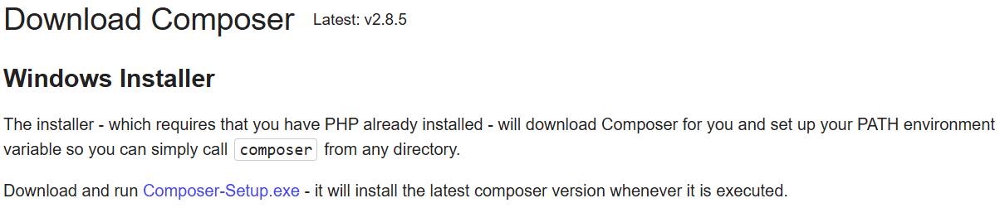 Download Composer Latest: v2.8.5
Windows Installer
The installer - which requires that you have PHP already installed - will download Composer for you and set up your PATH environment
variable so you can simply call composer from any directory.
Download and run Composer-Setup.exe - it will install the latest composer version whenever it is executed.